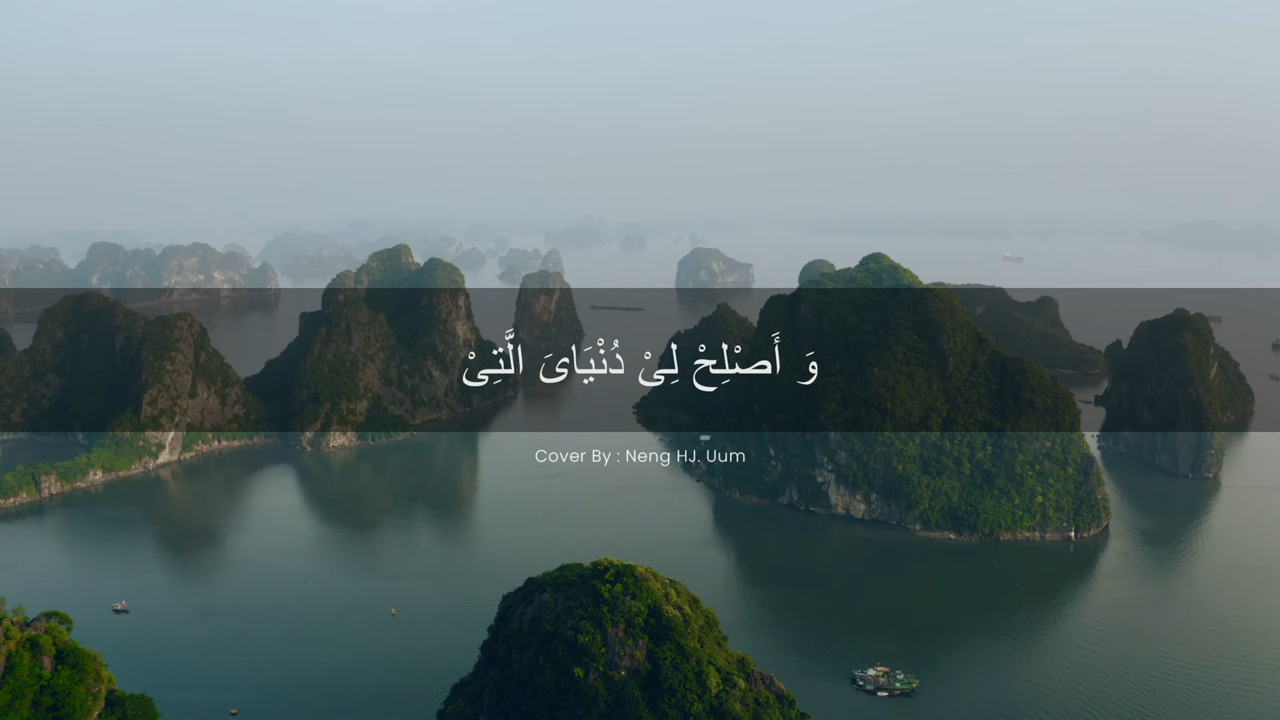 وَ أَصْلِحْ لِىْ دُنْيَاىَ الَّتِىْ
Cover By : Neng HJ. Uum